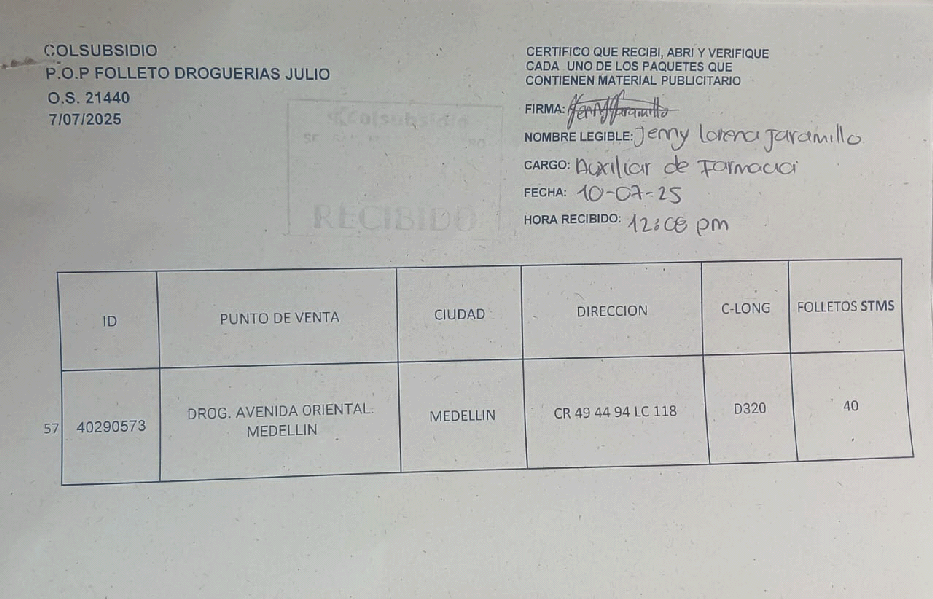 COLSUBSIDIO
P.O.P FOLLETO DROGUERIAS JULIO
O.S. 21440
7/07/2025
CERTIFICO QUE RECIBI, ABRI Y VERIFIQUE
CADA UNO DE LOS PAQUETES QUE
CONTIENEN MATERIAL PUBLICITARIO
FIRMA: Jenny Jaramillo
NOMBRE LEGIBLE: Jenny Lorena Jaramillo
CARGO: Auxiliar de Farmacia
FECHA: 10-07-25
HORA RECIBIDO: 12:08 pm
Colsubsidio
RECIBIDO
ID PUNTO DE VENTA CIUDAD DIRECCION C-LONG FOLLETOS STMS
57 40290573 DROG. AVENIDA ORIENTAL MEDELLIN CR 49 44 94 LC 118 D320 40
MEDELLIN